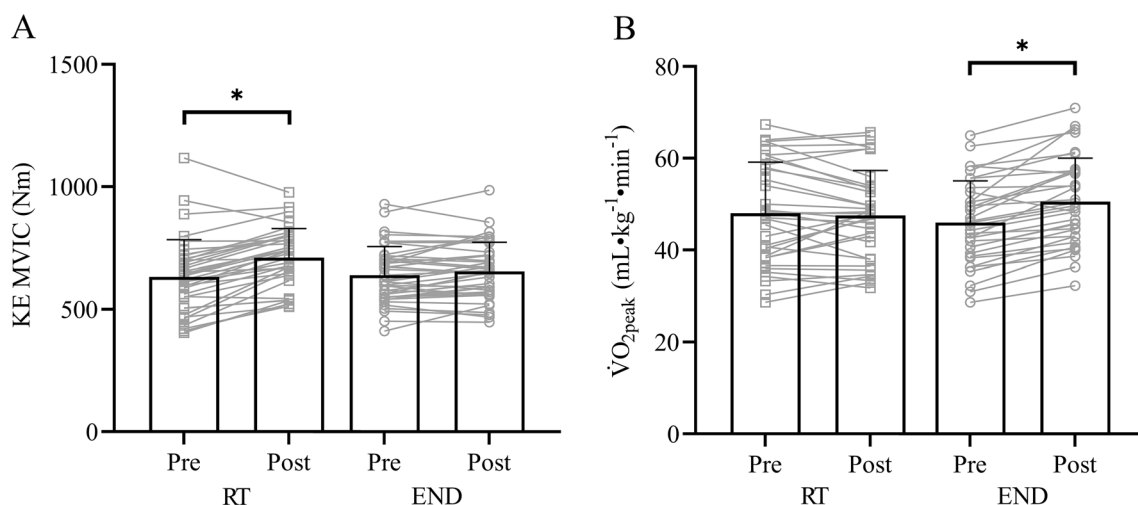 A
KE MVIC (Nm)
1500
1000
500
0
*
Pre
Post
Pre
Post
RT
END
B
V̇O₂peak (mL•kg⁻¹•min⁻¹)
80
60
40
20
0
*
Pre
Post
Pre
Post
RT
END